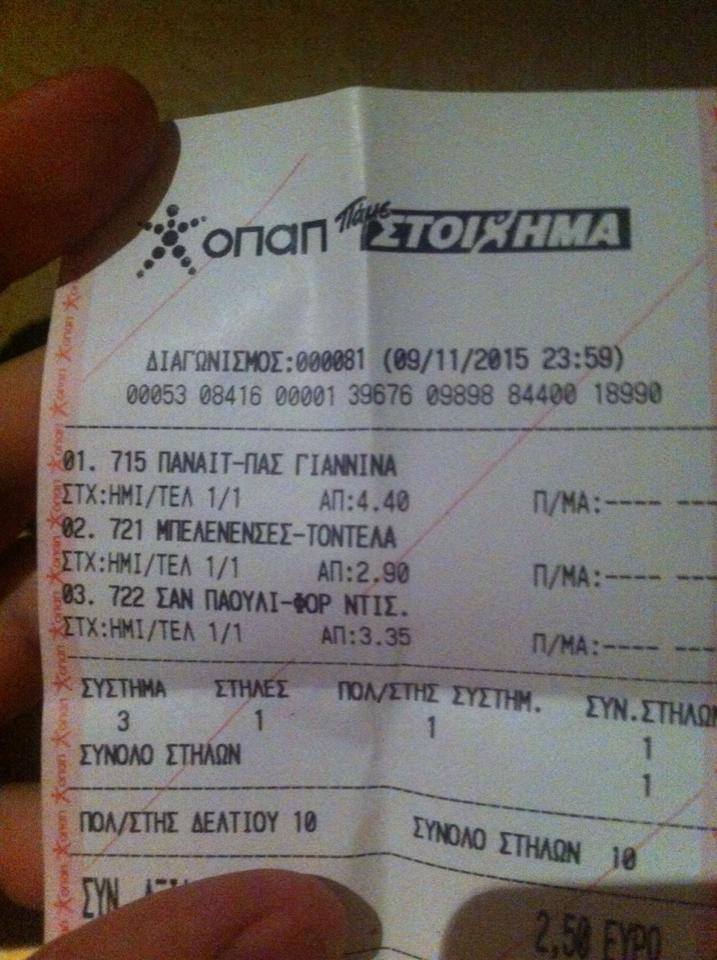 οπαπ Πάμε ΣΤΟΙΧΗΜΑ
ΔΙΑΓΩΝΙΣΜΟΣ:000081 (09/11/2015 23:59)
00053 08416 00001 39676 09898 84400 18990
01. 715 ΠΑΝΑΙΤ-ΠΑΣ ΓΙΑΝΝΙΝΑ
ΣΤΧ:ΗΜΙ/ΤΕΛ 1/1 ΑΠ:4.40 Π/ΜΑ:---- ---
02. 721 ΜΠΕΛΕΝΕΝΣΕΣ-ΤΟΝΤΕΛΑ
ΣΤΧ:ΗΜΙ/ΤΕΛ 1/1 ΑΠ:2.90 Π/ΜΑ:---- ---
03. 722 ΣΑΝ ΠΑΟΥΛΙ-ΦΟΡ ΝΤΙΣ.
ΣΤΧ:ΗΜΙ/ΤΕΛ 1/1 ΑΠ:3.35 Π/ΜΑ:---- ---
ΣΥΣΤΗΜΑ ΣΤΗΛΕΣ ΠΟΛ/ΣΤΗΣ ΣΥΣΤΗΜ. ΣΥΝ.ΣΤΗΛΩΝ
3 1 1 1
ΣΥΝΟΛΟ ΣΤΗΛΩΝ 1
ΠΟΛ/ΣΤΗΣ ΔΕΛΤΙΟΥ 10 ΣΥΝΟΛΟ ΣΤΗΛΩΝ 10
ΣΥΝ. 2,50 ΕΥΡΩ